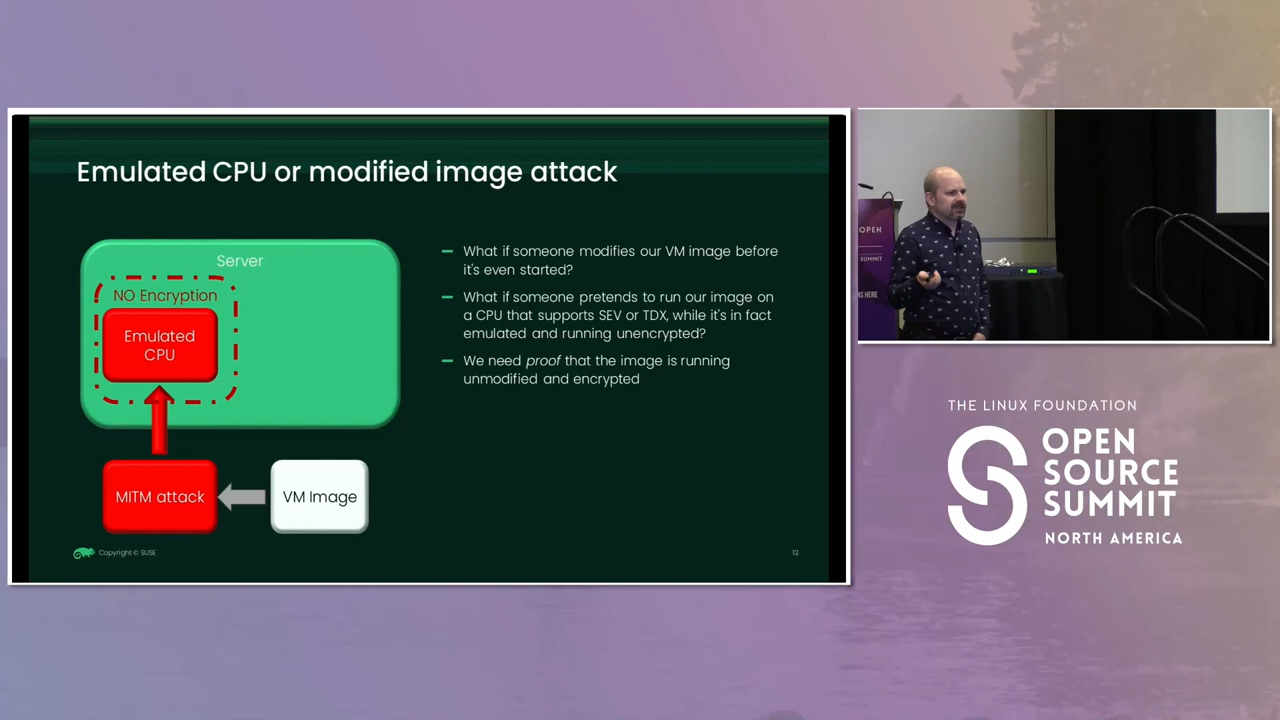 Emulated CPU or modified image attack
Server
NO Encryption
Emulated
CPU
MITM attack
VM Image
What if someone modifies our VM image before
it's even started?
What if someone pretends to run our image on
a CPU that supports SEV or TDX, while it's in fact
emulated and running unencrypted?
We need proof that the image is running
unmodified and encrypted
Copyright © SUSE
12
OPEN
SUMMIT
NS HERE
THE LINUX FOUNDATION
OPEN
SOURCE
SUMMIT
NORTH AMERICA